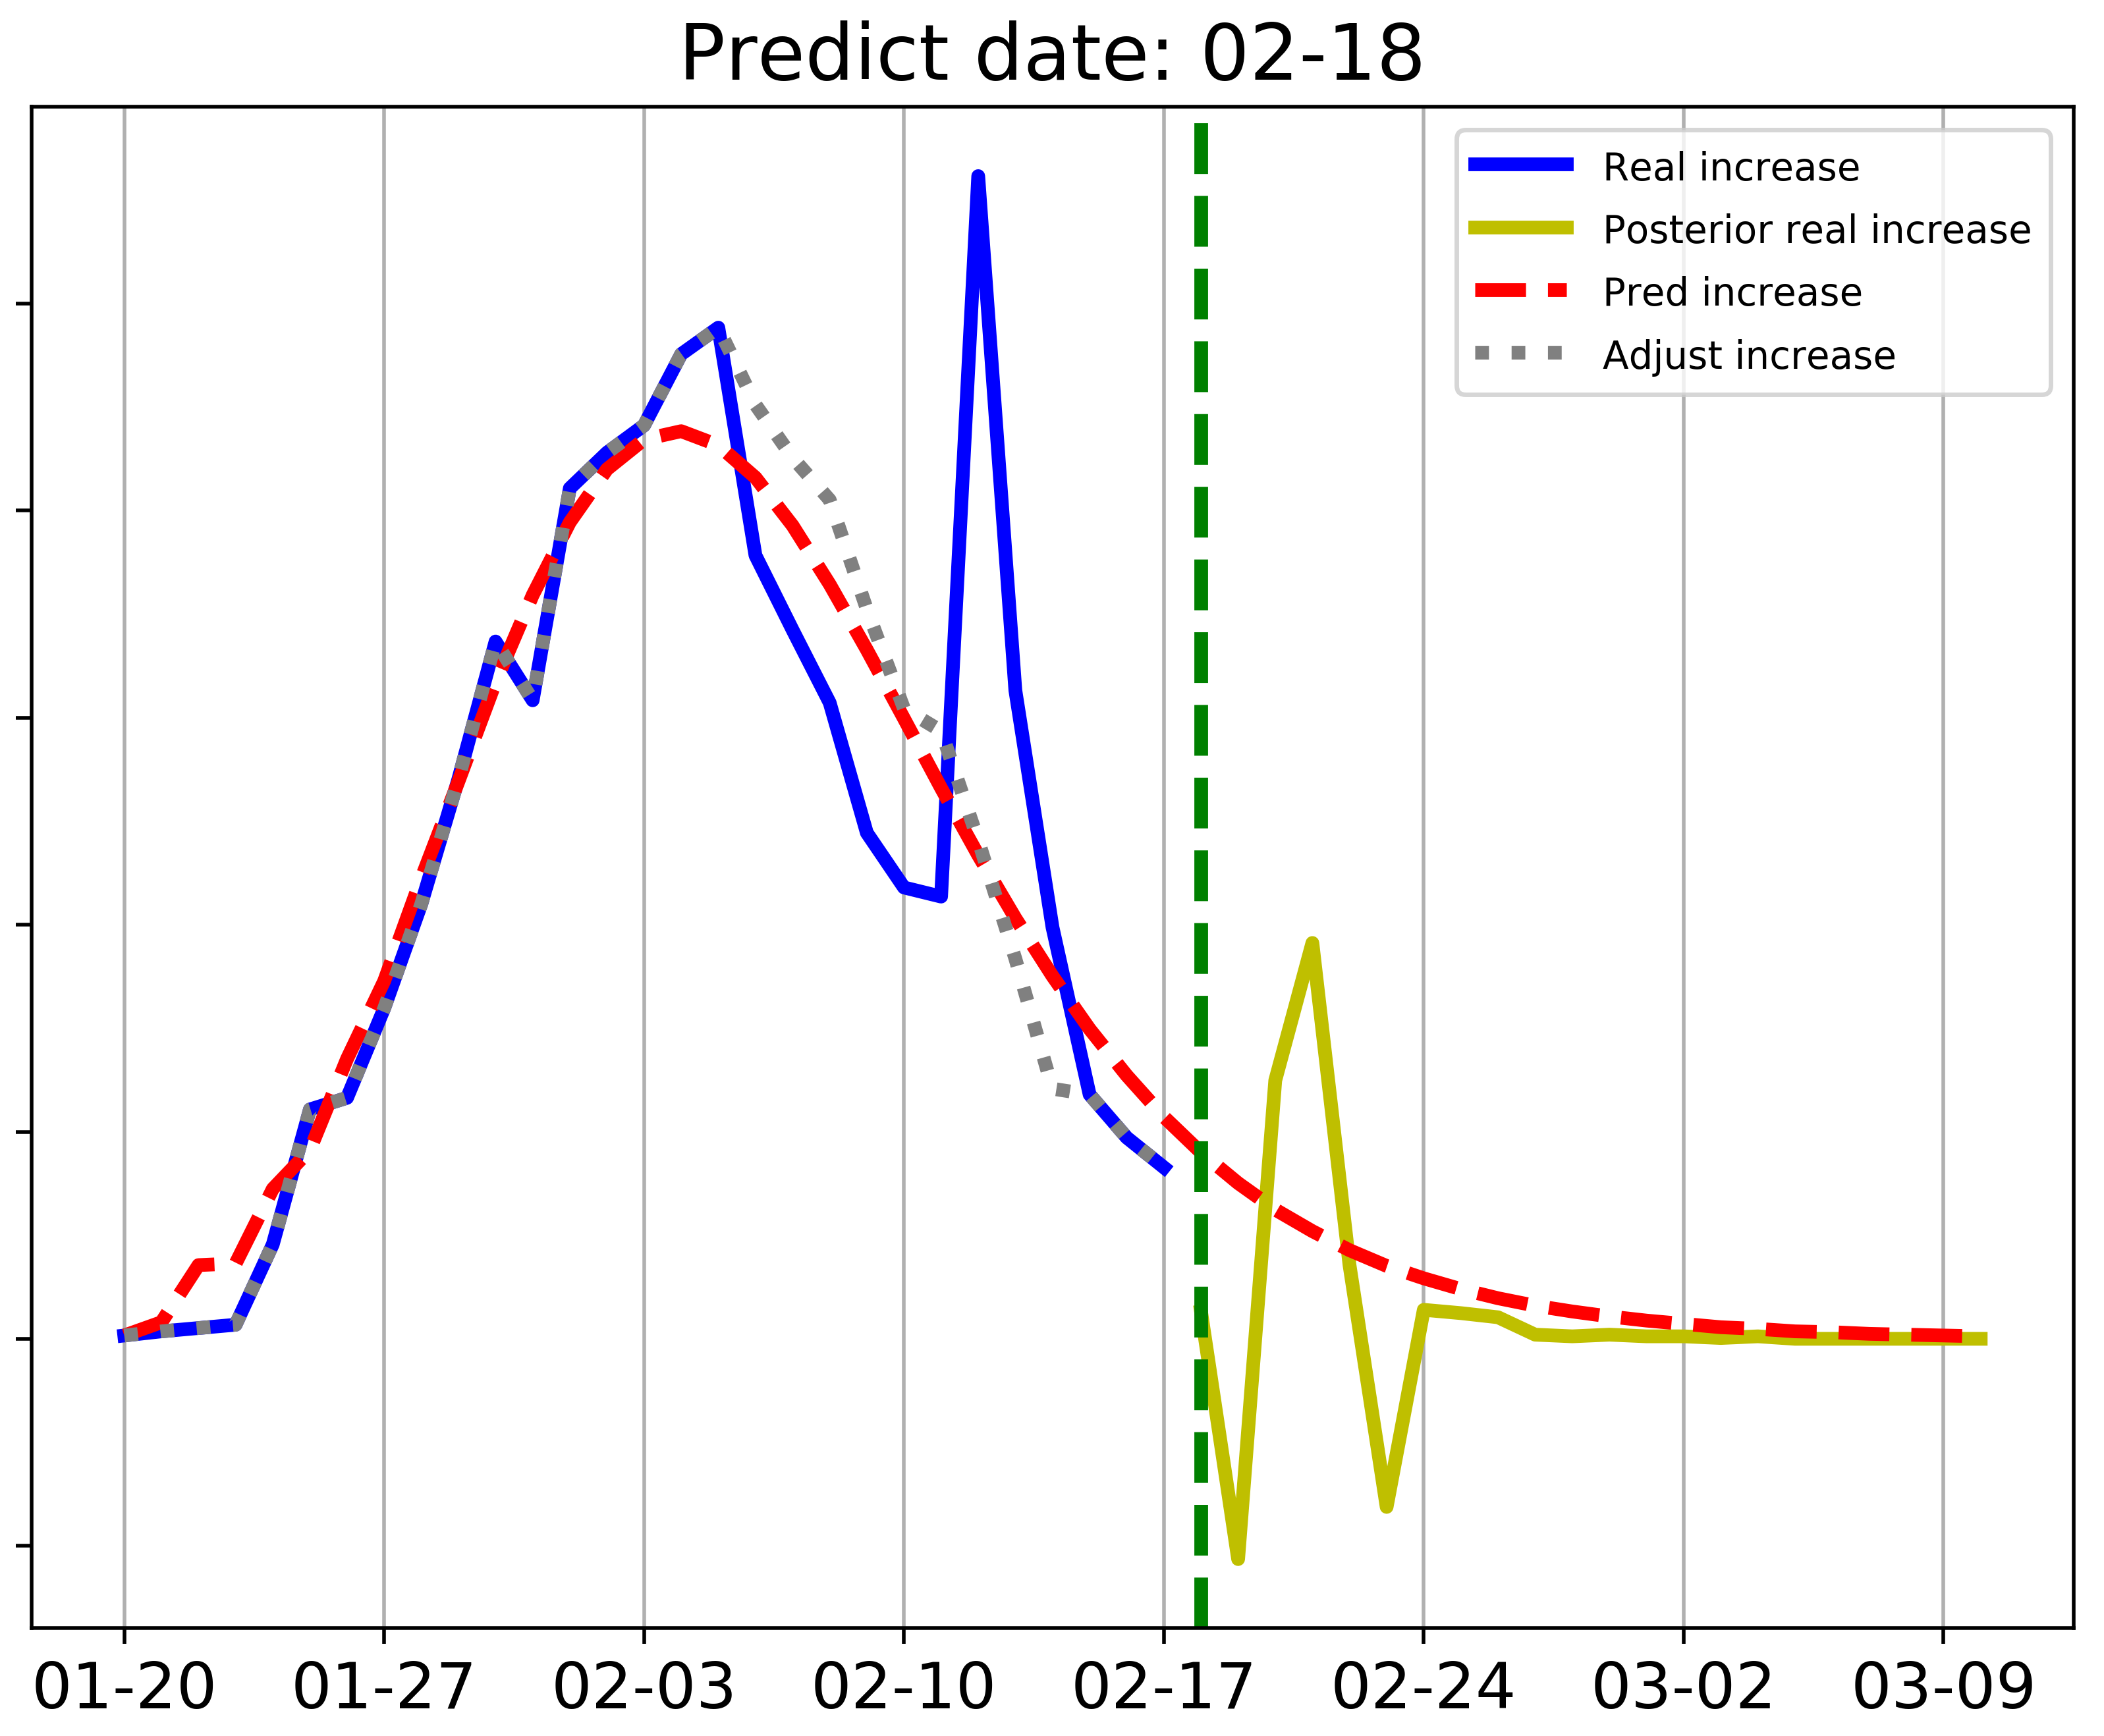 Predict date: 02-18
Real increase
Posterior real increase
Pred increase
Adjust increase
01-20 01-27 02-03 02-10 02-17 02-24 03-02 03-09